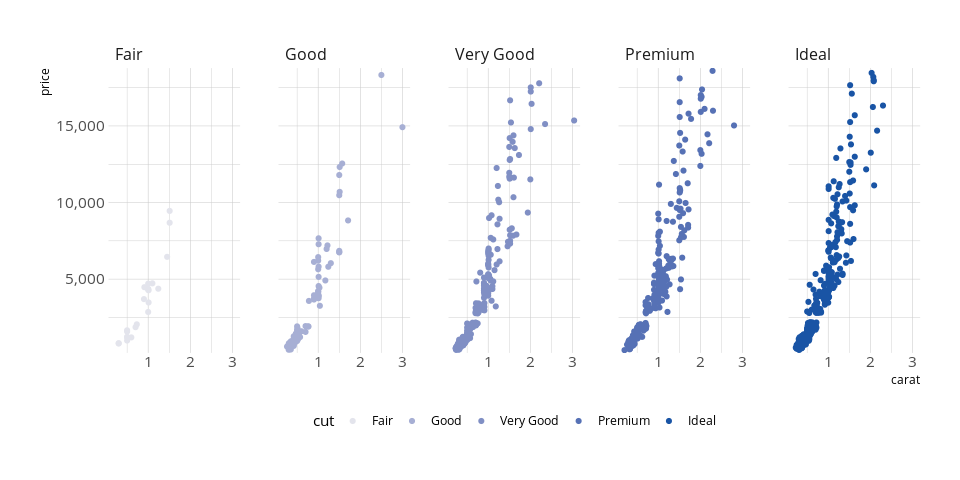 Fair Good Very Good Premium Ideal
price
15,000
10,000
5,000
1 2 3 1 2 3 1 2 3 1 2 3 1 2 3
carat
cut Fair Good Very Good Premium Ideal